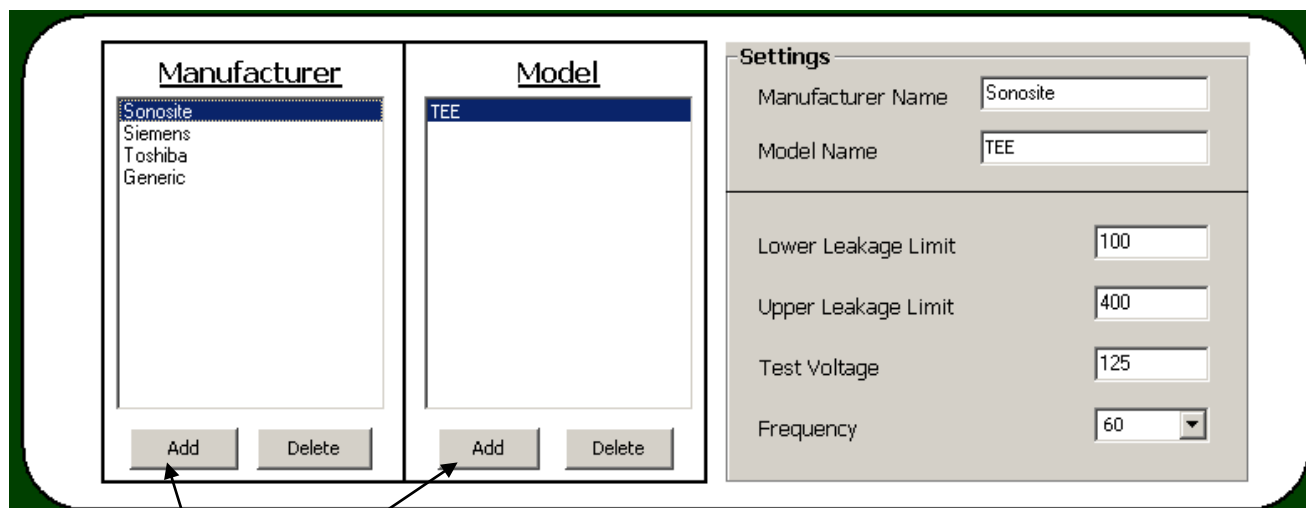 Manufacturer
Sonosite
Siemens
Toshiba
Generic
Add Delete
Model
TEE
Add Delete
Settings
Manufacturer Name Sonosite
Model Name TEE
Lower Leakage Limit 100
Upper Leakage Limit 400
Test Voltage 125
Frequency 60